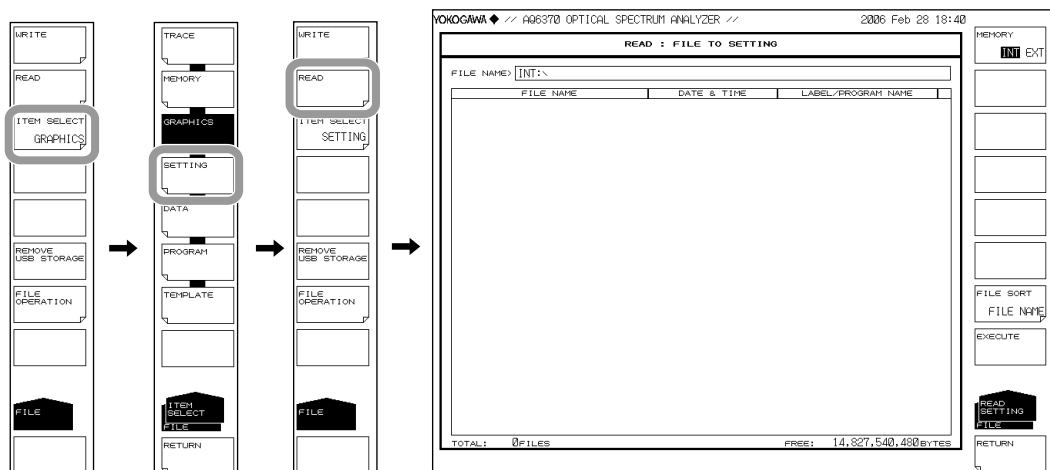 WRITE
READ
ITEM SELECT
GRAPHICS
REMOVE
USB STORAGE
FILE
OPERATION
FILE
TRACE
MEMORY
GRAPHICS
SETTING
DATA
PROGRAM
TEMPLATE
ITEM
SELECT
FILE
RETURN
WRITE
READ
ITEM SELECT
SETTING
REMOVE
USB STORAGE
FILE
OPERATION
FILE
YOKOGAWA ◆ // AQ6370 OPTICAL SPECTRUM ANALYZER // 2006 Feb 28 18:40
READ : FILE TO SETTING
FILE NAME> INT:\
FILE NAME DATE & TIME LABEL/PROGRAM NAME
TOTAL: 0FILES FREE: 14,827,540,480BYTES
MEMORY
INT EXT
FILE SORT
FILE NAME
EXECUTE
READ
SETTING
FILE
RETURN